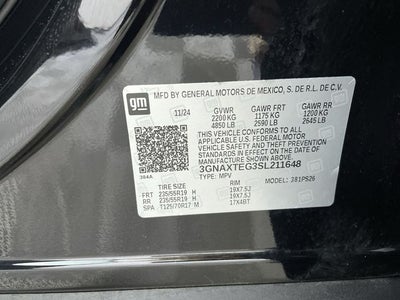 gm
MFD BY GENERAL MOTORS DE MEXICO, S. DE R.L. DE C.V.
11/24 GVWR GAWR FRT GAWR RR
2200 KG 1175 KG 1200 KG
4850 LB 2590 LB 2645 LB
THIS VEHICLE CONFORMS TO ALL APPLICABLE
U.S. FEDERAL MOTOR VEHICLE SAFETY, BUMPER,
AND THEFT PREVENTION STANDARDS IN EFFECT
ON THE DATE OF MANUFACTURE SHOWN ABOVE.
3GNAXTEG3SL211648
TYPE: MPV MODEL: 381PS26
TIRE SIZE RIM
FRT 235/55R19 H 19X7.5J
RR 235/55R19 H 19X7.5J
SPA T125/70R17 M 17X4BT